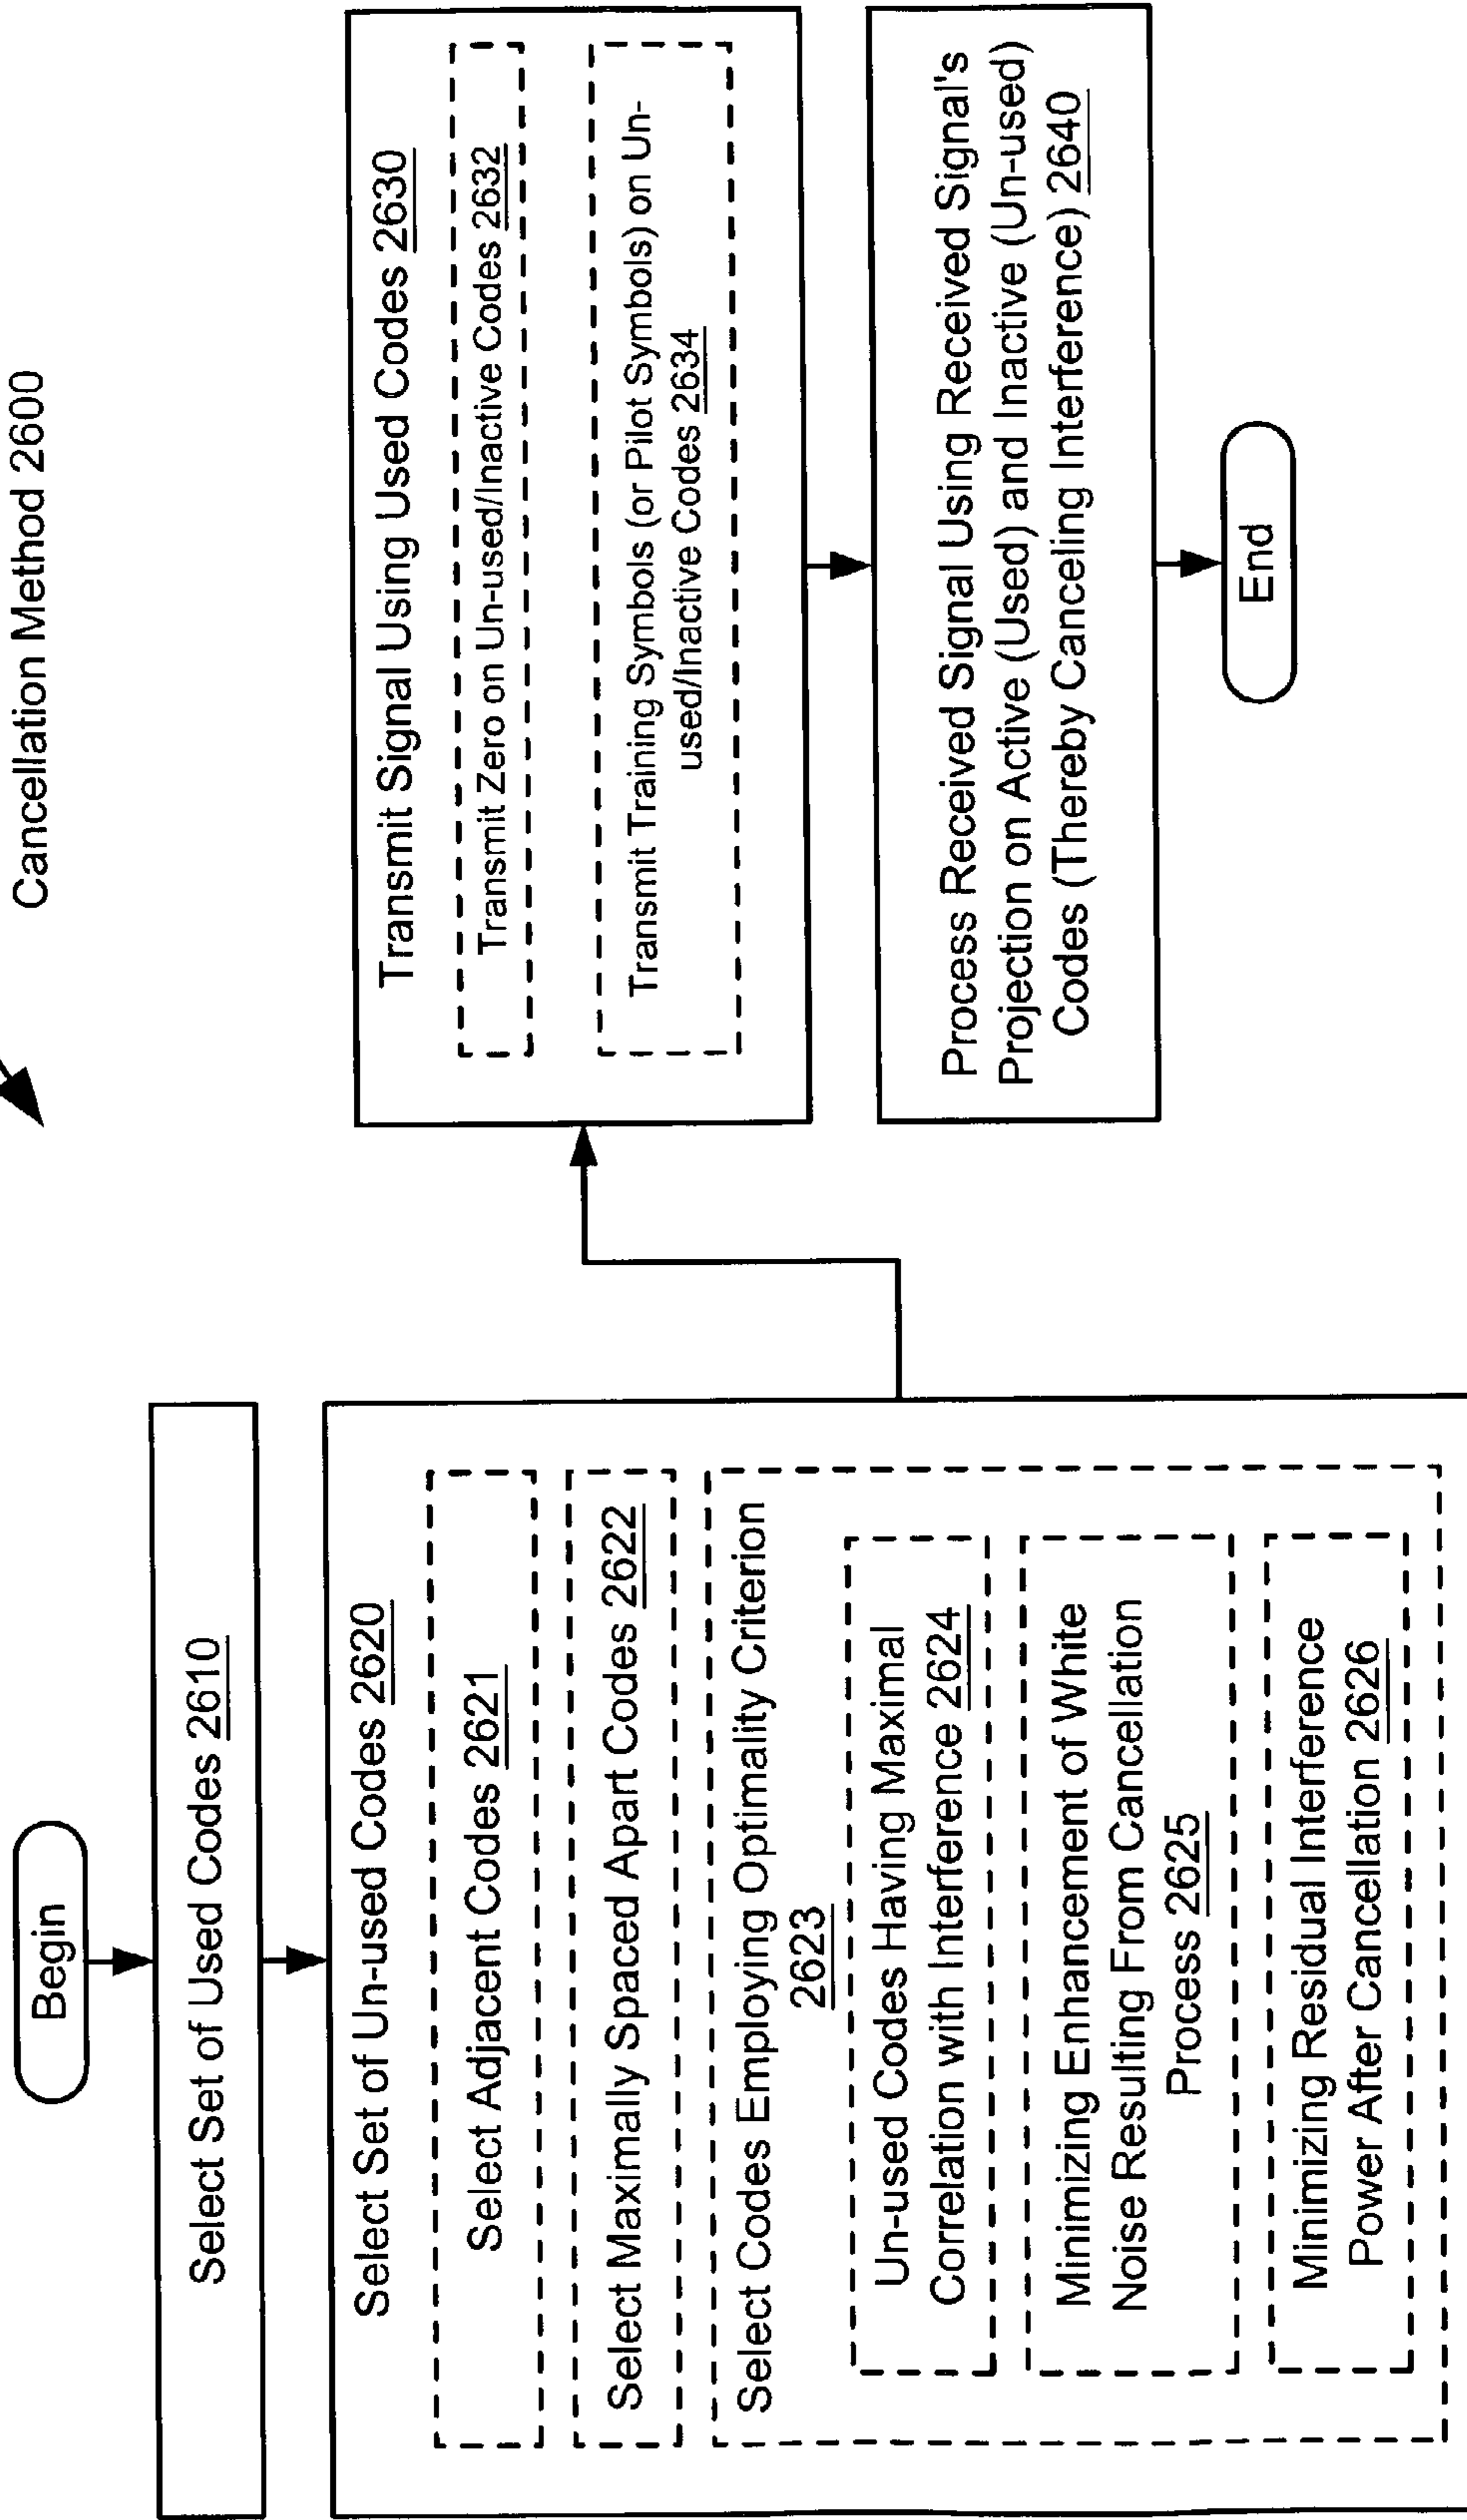 Cancellation Method 2600
Begin
Select Set of Used Codes 2610
Select Set of Un-used Codes 2620
Select Adjacent Codes 2621
Select Maximally Spaced Apart Codes 2622
Select Codes Employing Optimality Criterion
2623
Un-used Codes Having Maximal
Correlation with Interference 2624
Minimizing Enhancement of White
Noise Resulting From Cancellation
Process 2625
Minimizing Residual Interference
Power After Cancellation 2626
Transmit Signal Using Used Codes 2630
Transmit Zero on Un-used/Inactive Codes 2632
Transmit Training Symbols (or Pilot Symbols) on Un-
used/Inactive Codes 2634
Process Received Signal Using Received Signal's
Projection on Active (Used) and Inactive (Un-used)
Codes (Thereby Canceling Interference) 2640
End